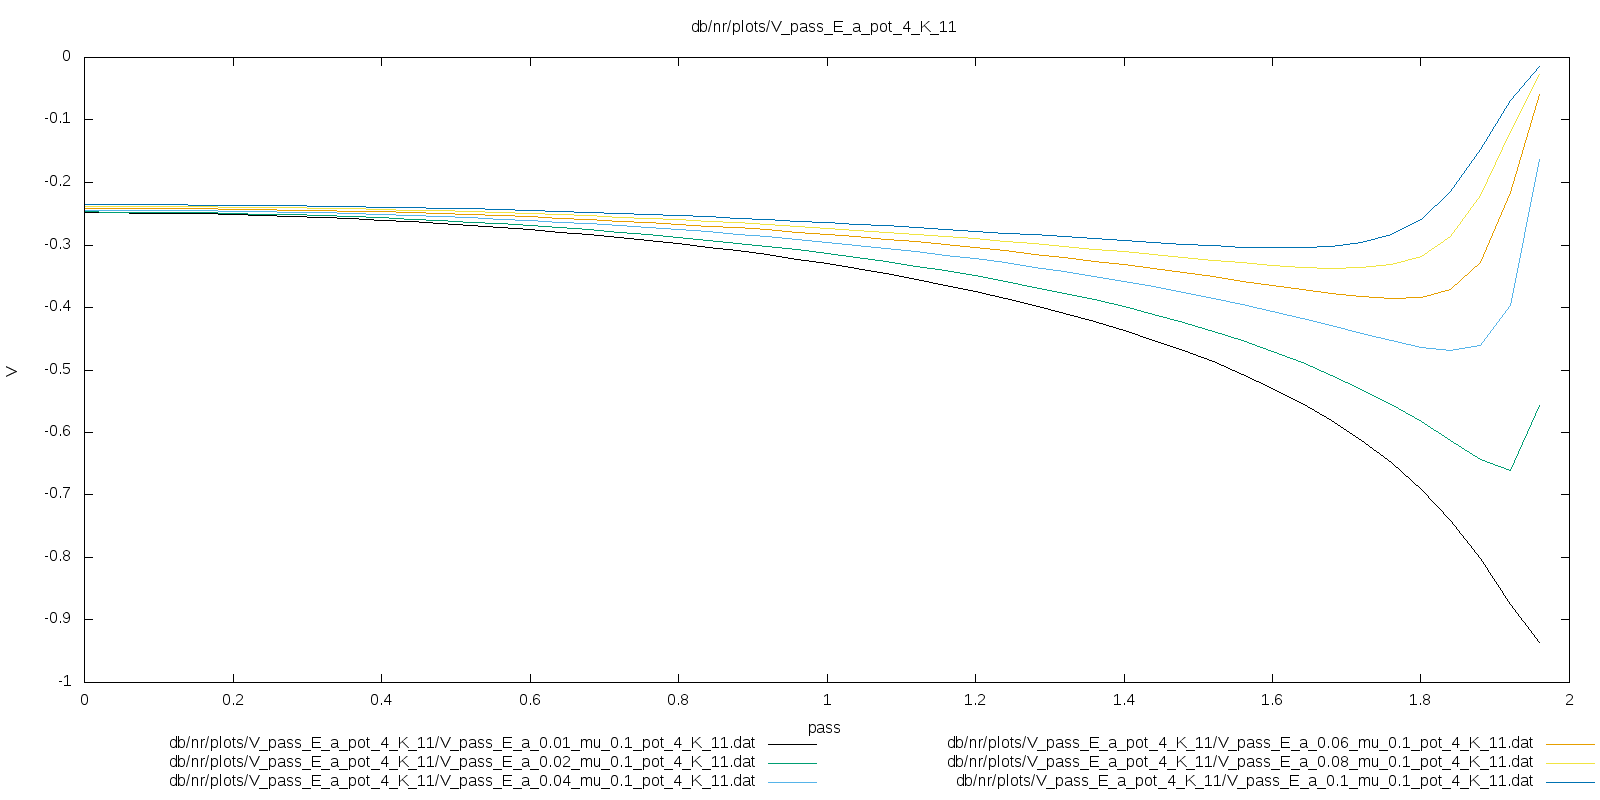 db/nr/plots/V_pass_E_a_pot_4_K_11
0
-0.1
-0.2
-0.3
-0.4
-0.5
-0.6
-0.7
-0.8
-0.9
-1
V
0 0.2 0.4 0.6 0.8 1 1.2 1.4 1.6 1.8 2
pass
db/nr/plots/V_pass_E_a_pot_4_K_11/V_pass_E_a_0.01_mu_0.1_pot_4_K_11.dat
db/nr/plots/V_pass_E_a_pot_4_K_11/V_pass_E_a_0.02_mu_0.1_pot_4_K_11.dat
db/nr/plots/V_pass_E_a_pot_4_K_11/V_pass_E_a_0.04_mu_0.1_pot_4_K_11.dat
db/nr/plots/V_pass_E_a_pot_4_K_11/V_pass_E_a_0.06_mu_0.1_pot_4_K_11.dat
db/nr/plots/V_pass_E_a_pot_4_K_11/V_pass_E_a_0.08_mu_0.1_pot_4_K_11.dat
db/nr/plots/V_pass_E_a_pot_4_K_11/V_pass_E_a_0.1_mu_0.1_pot_4_K_11.dat